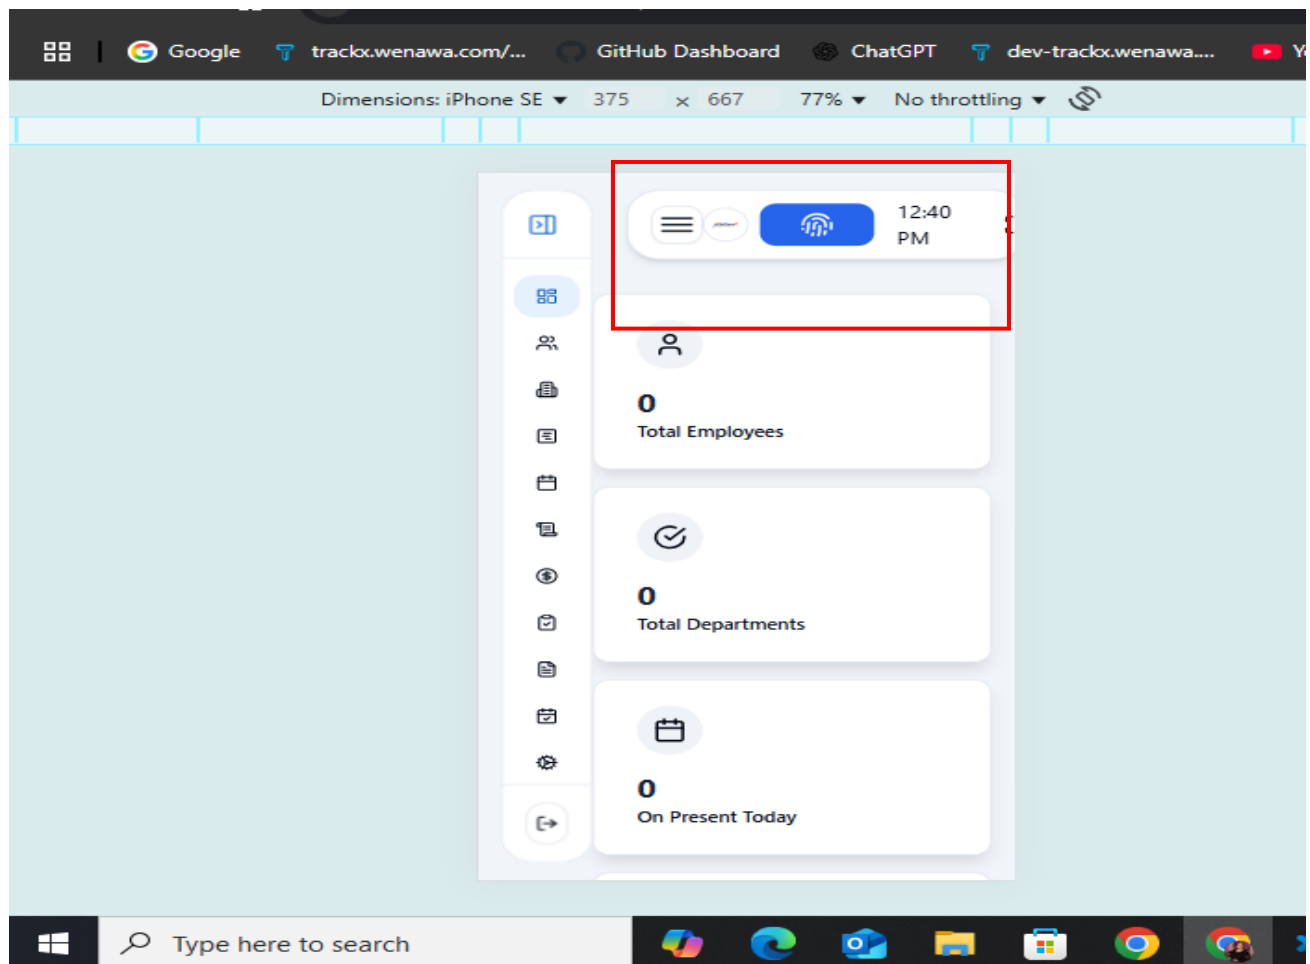 Google
trackx.wenawa.com/...
GitHub Dashboard
ChatGPT
dev-trackx.wenawa....
Dimensions: iPhone SE
375
x
667
77%
No throttling
12:40
PM
0
Total Employees
0
Total Departments
0
On Present Today
Type here to search